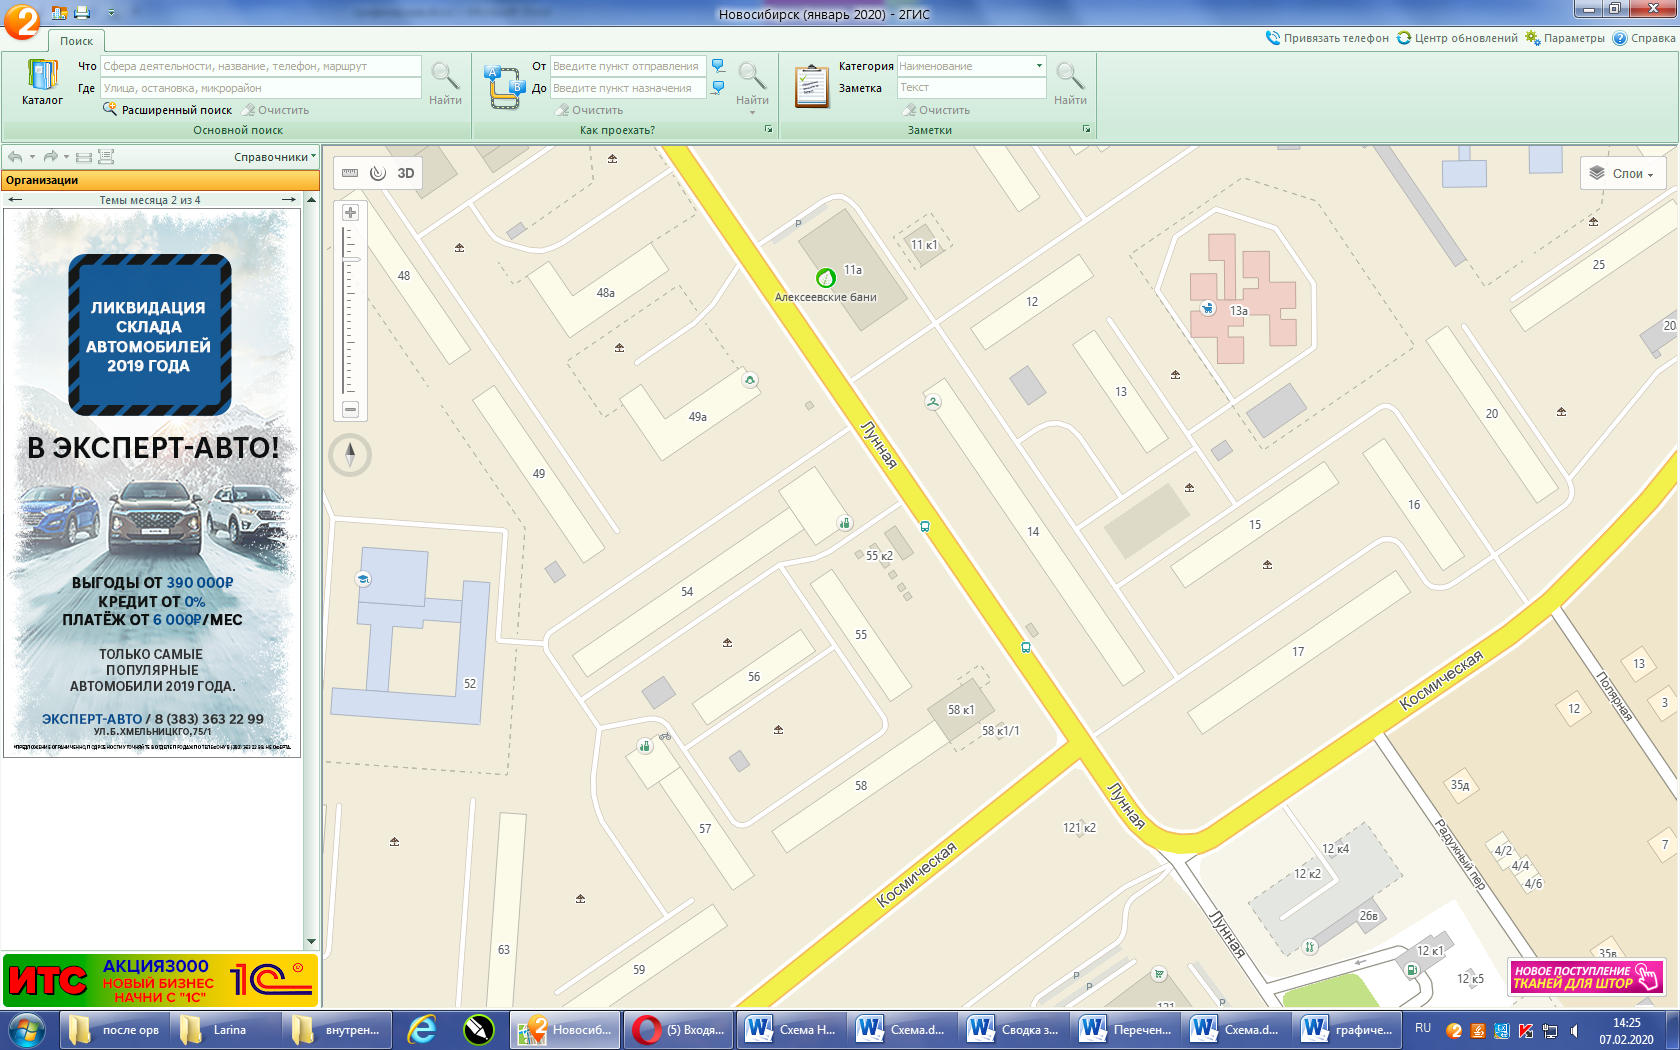 Новосибирск (январь 2020) - 2ГИС
Поиск
Привязать телефон
Центр обновлений
Параметры
Справка
Каталог
Что
Сфера деятельности, название, телефон, маршрут
Где
Улица, остановка, микрорайон
Найти
Расширенный поиск
Очистить
Основной поиск
От
Введите пункт отправления
До
Введите пункт назначения
Найти
Очистить
Как проехать?
Категория
Наименование
Заметка
Текст
Найти
Очистить
Заметки
Справочники
Организации
Темы месяца 2 из 4
ЛИКВИДАЦИЯ
СКЛАДА
АВТОМОБИЛЕЙ
2019 ГОДА
В ЭКСПЕРТ-АВТО!
ВЫГОДЫ ОТ 390 000₽
КРЕДИТ ОТ 0%
ПЛАТЁЖ ОТ 6 000₽/МЕС
ТОЛЬКО САМЫЕ
ПОПУЛЯРНЫЕ
АВТОМОБИЛИ 2019 ГОДА.
ЭКСПЕРТ-АВТО / 8 (383) 363 22 99
УЛ.Б.ХМЕЛЬНИЦКГО,75/1
ИТС
АКЦИЯ3000
НОВЫЙ БИЗНЕС
НАЧНИ С "1С"
1С®
3D
Слои
P
11 к1
11а
Алексеевские бани
48
48а
12
13а
25
20
13
20
49а
49
14
16
15
55 к2
54
55
56
52
17
58 к1
58 к1/1
58
57
63
59
121 к2
121
12 к4
12 к2
26в
12 к1
12 к5
13
12
3
35д
7
4/2
4/4
4/6
35в
P
P
P
Лунная
Лунная
Лунная
Космическая
Космическая
Полярная
Радужный пер
НОВОЕ ПОСТУПЛЕНИЕ
ТКАНЕЙ ДЛЯ ШТОР
после орв
Larina
внутрен...
Новосиб...
(5) Входя...
Схема Н...
Схема.d...
Сводка з...
Перечен...
Схема.d...
графиче...
RU
14:25
07.02.2020